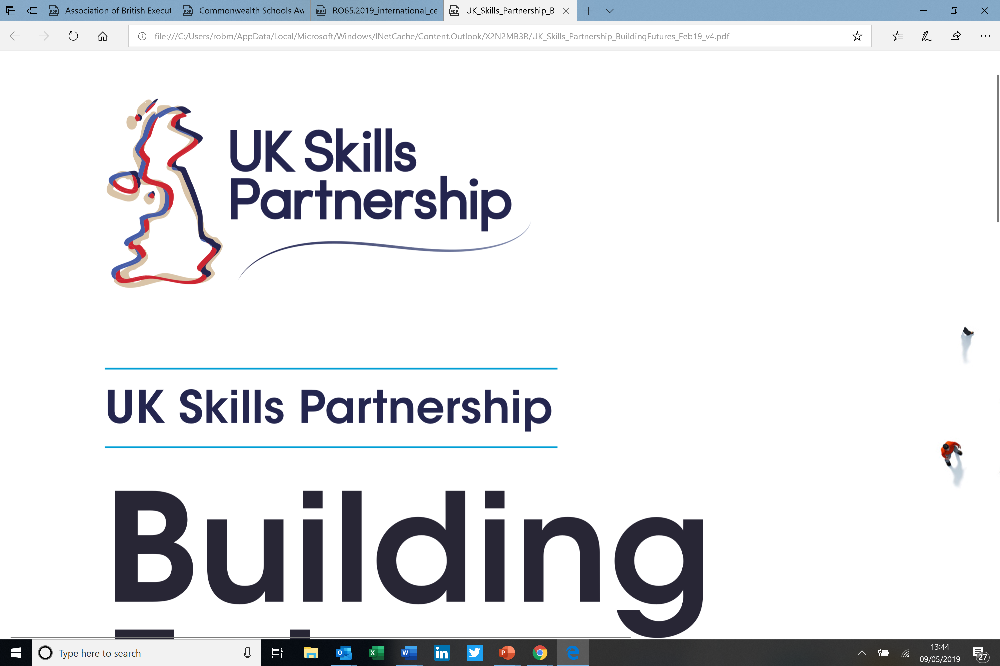 Association of British Execut
Commonwealth Schools Aw
RO65.2019_international_ce
UK_Skills_Partnership_B
file:///C:/Users/robm/AppData/Local/Microsoft/Windows/INetCache/Content.Outlook/X2N2MB3R/UK_Skills_Partnership_BuildingFutures_Feb19_v4.pdf
UK Skills
Partnership
UK Skills Partnership
Building
Type here to search
13:44
09/05/2019
27